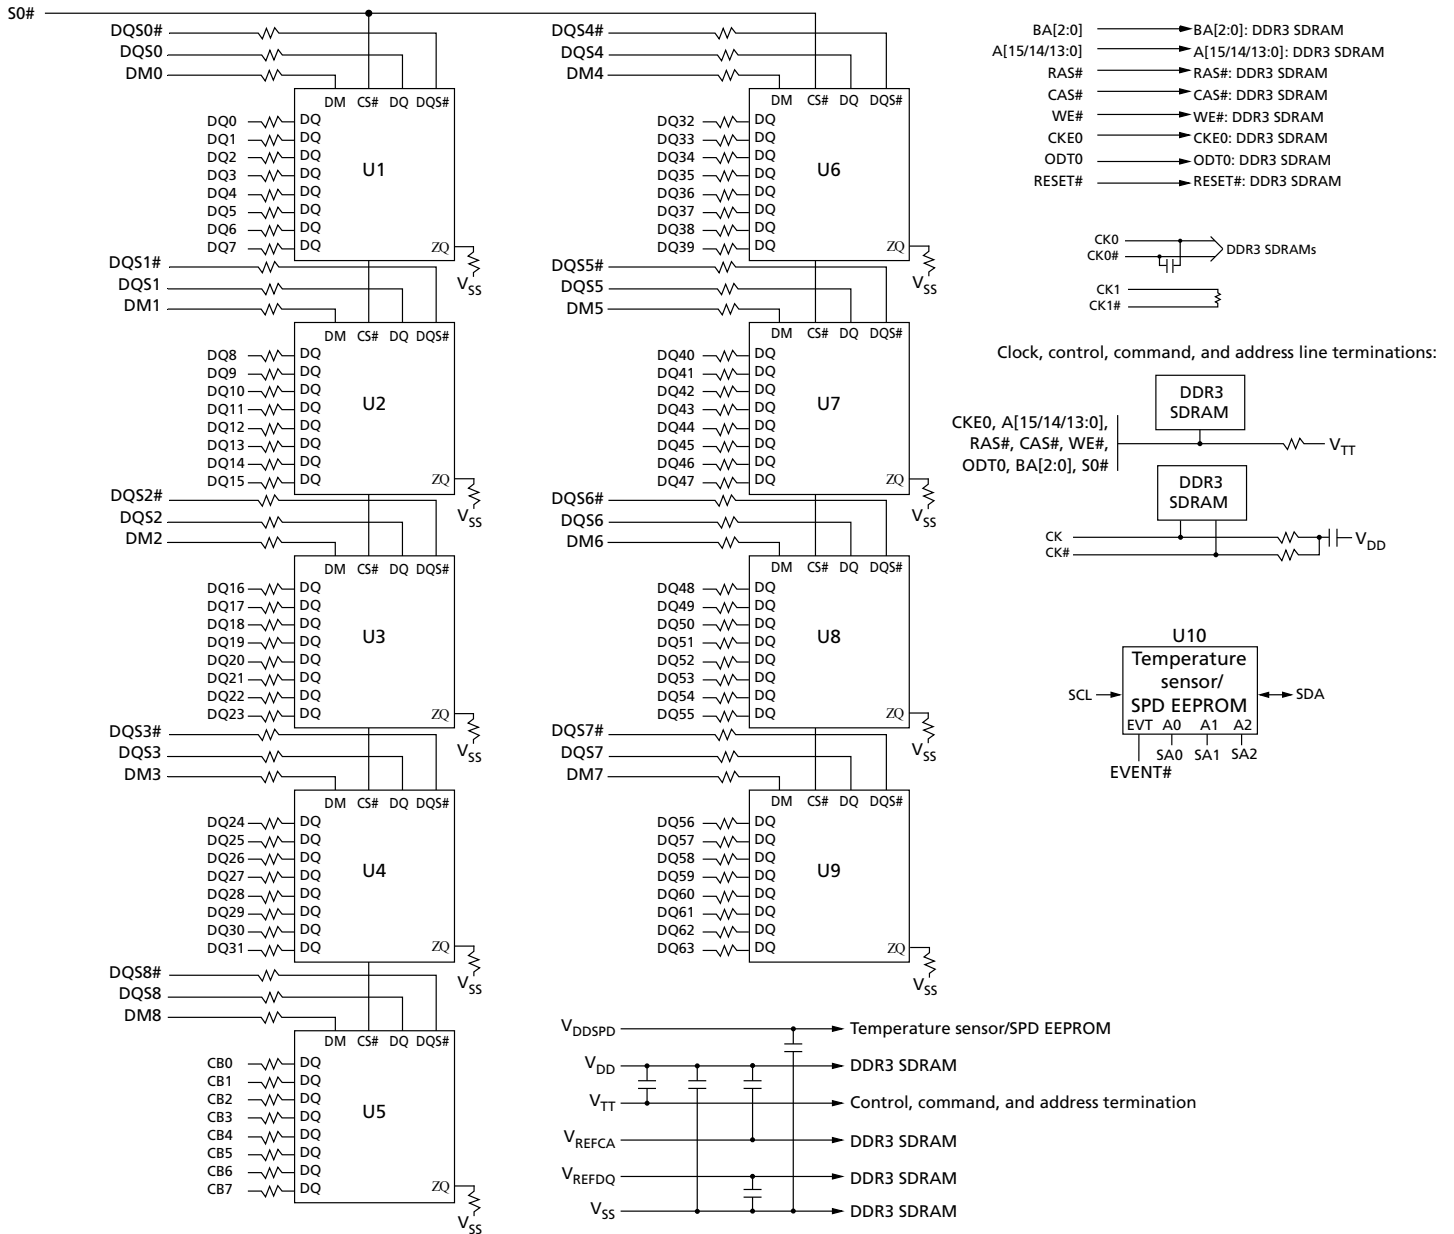 S0#
DQS0#
DQS0
DM0
DM CS# DQ DQS#
DQ0 DQ
DQ1 DQ
DQ2 DQ
DQ3 DQ
DQ4 DQ
DQ5 DQ
DQ6 DQ
DQ7 DQ
U1
ZQ
VSS
DQS1#
DQS1
DM1
DM CS# DQ DQS#
DQ8 DQ
DQ9 DQ
DQ10 DQ
DQ11 DQ
DQ12 DQ
DQ13 DQ
DQ14 DQ
DQ15 DQ
U2
ZQ
VSS
DQS2#
DQS2
DM2
DM CS# DQ DQS#
DQ16 DQ
DQ17 DQ
DQ18 DQ
DQ19 DQ
DQ20 DQ
DQ21 DQ
DQ22 DQ
DQ23 DQ
U3
ZQ
VSS
DQS3#
DQS3
DM3
DM CS# DQ DQS#
DQ24 DQ
DQ25 DQ
DQ26 DQ
DQ27 DQ
DQ28 DQ
DQ29 DQ
DQ30 DQ
DQ31 DQ
U4
ZQ
VSS
DQS8#
DQS8
DM8
DM CS# DQ DQS#
CB0 DQ
CB1 DQ
CB2 DQ
CB3 DQ
CB4 DQ
CB5 DQ
CB6 DQ
CB7 DQ
U5
ZQ
VSS
DQS4#
DQS4
DM4
DM CS# DQ DQS#
DQ32 DQ
DQ33 DQ
DQ34 DQ
DQ35 DQ
DQ36 DQ
DQ37 DQ
DQ38 DQ
DQ39 DQ
U6
ZQ
VSS
DQS5#
DQS5
DM5
DM CS# DQ DQS#
DQ40 DQ
DQ41 DQ
DQ42 DQ
DQ43 DQ
DQ44 DQ
DQ45 DQ
DQ46 DQ
DQ47 DQ
U7
ZQ
VSS
DQS6#
DQS6
DM6
DM CS# DQ DQS#
DQ48 DQ
DQ49 DQ
DQ50 DQ
DQ51 DQ
DQ52 DQ
DQ53 DQ
DQ54 DQ
DQ55 DQ
U8
ZQ
VSS
DQS7#
DQS7
DM7
DM CS# DQ DQS#
DQ56 DQ
DQ57 DQ
DQ58 DQ
DQ59 DQ
DQ60 DQ
DQ61 DQ
DQ62 DQ
DQ63 DQ
U9
ZQ
VSS
VDDSPD Temperature sensor/SPD EEPROM
VDD DDR3 SDRAM
VTT Control, command, and address termination
VREFCA DDR3 SDRAM
VREFDQ DDR3 SDRAM
VSS DDR3 SDRAM
BA[2:0] BA[2:0]: DDR3 SDRAM
A[15/14/13:0] A[15/14/13:0]: DDR3 SDRAM
RAS# RAS#: DDR3 SDRAM
CAS# CAS#: DDR3 SDRAM
WE# WE#: DDR3 SDRAM
CKE0 CKE0: DDR3 SDRAM
ODT0 ODT0: DDR3 SDRAM
RESET# RESET#: DDR3 SDRAM
CK0
CK0#
DDR3 SDRAMs
CK1
CK1#
Clock, control, command, and address line terminations:
DDR3
SDRAM
CKE0, A[15/14/13:0],
RAS#, CAS#, WE#,
ODT0, BA[2:0], S0#
VTT
DDR3
SDRAM
CK
CK#
VDD
U10
Temperature
sensor/
SPD EEPROM
SCL
SDA
EVT A0 A1 A2
SA0 SA1 SA2
EVENT#